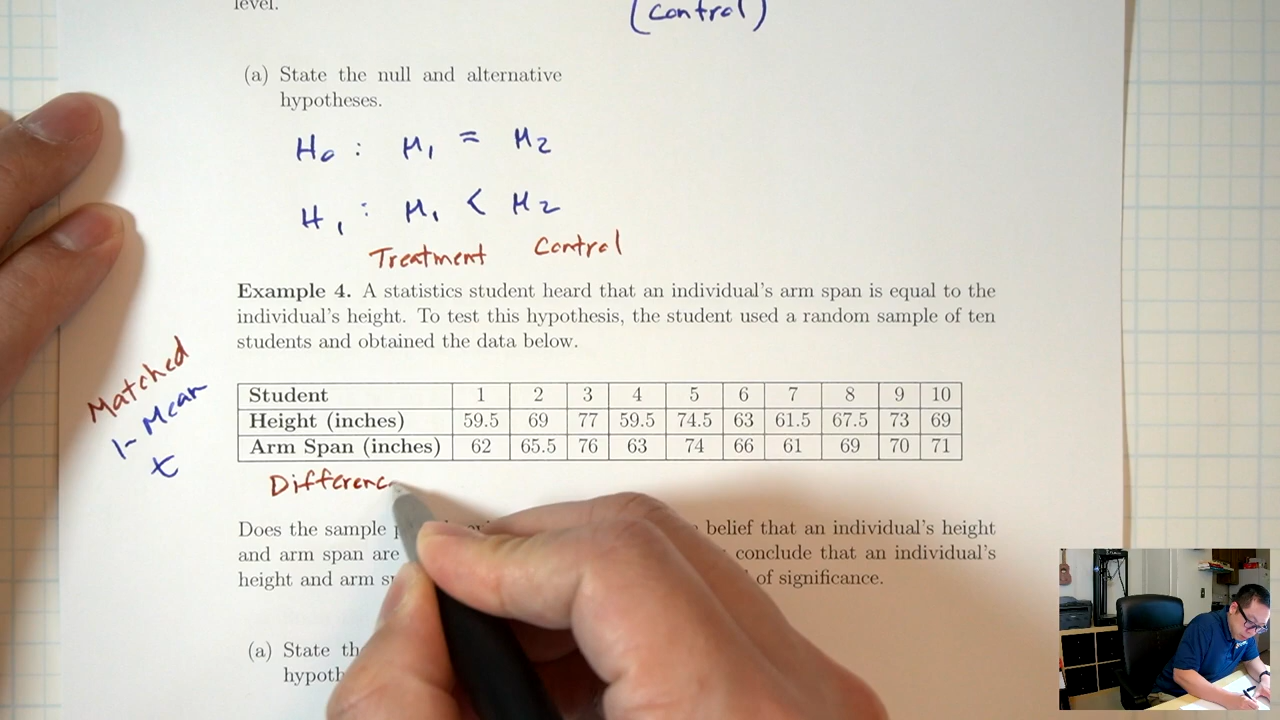 level.
(control)
(a) State the null and alternative
hypotheses.
H₀ : μ₁ = μ₂
H₁ : μ₁ < μ₂
Treatment Control
Example 4. A statistics student heard that an individual's arm span is equal to the
individual's height. To test this hypothesis, the student used a random sample of ten
students and obtained the data below.
Matched
1-Mean
t
Student 1 2 3 4 5 6 7 8 9 10
Height (inches) 59.5 69 77 59.5 74.5 63 61.5 67.5 73 69
Arm Span (inches) 62 65.5 76 63 74 66 61 69 70 71
Differenc
Does the sample belief that an individual's height
and arm span are conclude that an individual's
height and arm of significance.
(a) State